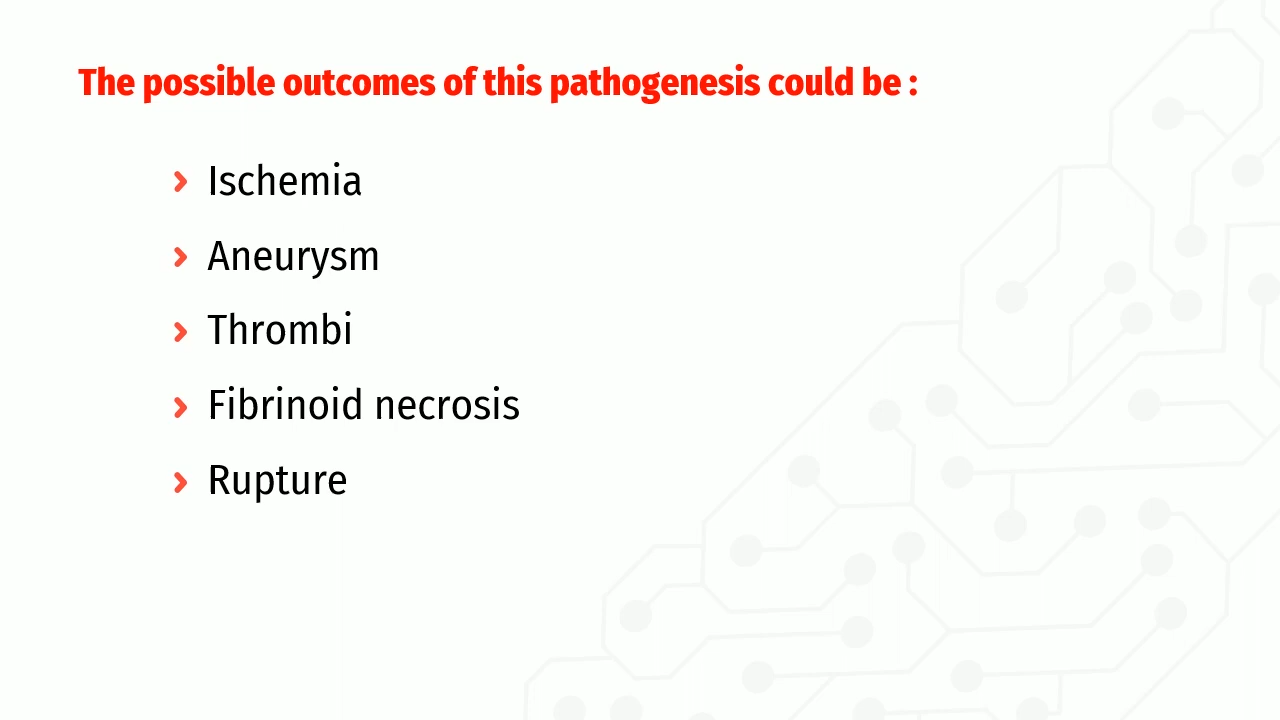 The possible outcomes of this pathogenesis could be :
Ischemia
Aneurysm
Thrombi
Fibrinoid necrosis
Rupture